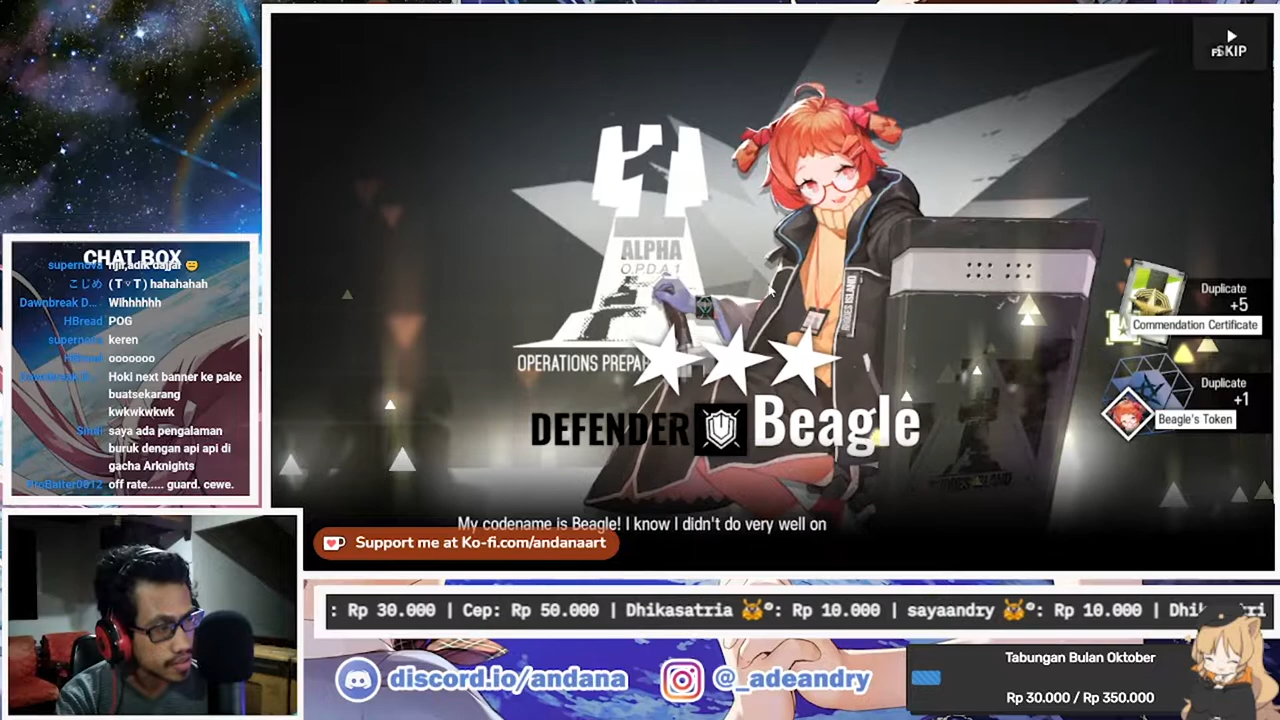 SKIP
ALPHA
O.P.D.A.1
OPERATIONS PREPA
DEFENDER Beagle
RHODES ISLAND
Duplicate
+5
Commendation Certificate
Duplicate
+1
Beagle's Token
My codename is Beagle! I know I didn't do very well on
Support me at Ko-fi.com/andanaart
CHAT BOX
こじめ (T▿T) hahahahah
Dawnbreak D... Wihhhhhh
HBread POG
supernova keren
ooooooo
Hoki next banner ke pake
buatsekarang
kwkwkwkwk
saya ada pengalaman
buruk dengan api api di
gacha Arknights
off rate..... guard. cewe.
: Rp 30.000 | Cep: Rp 50.000 | Dhikasatria : Rp 10.000 | sayaandry : Rp 10.000 |
discord.io/andana
@_adeandry
Tabungan Bulan Oktober
Rp 30.000 / Rp 350.000